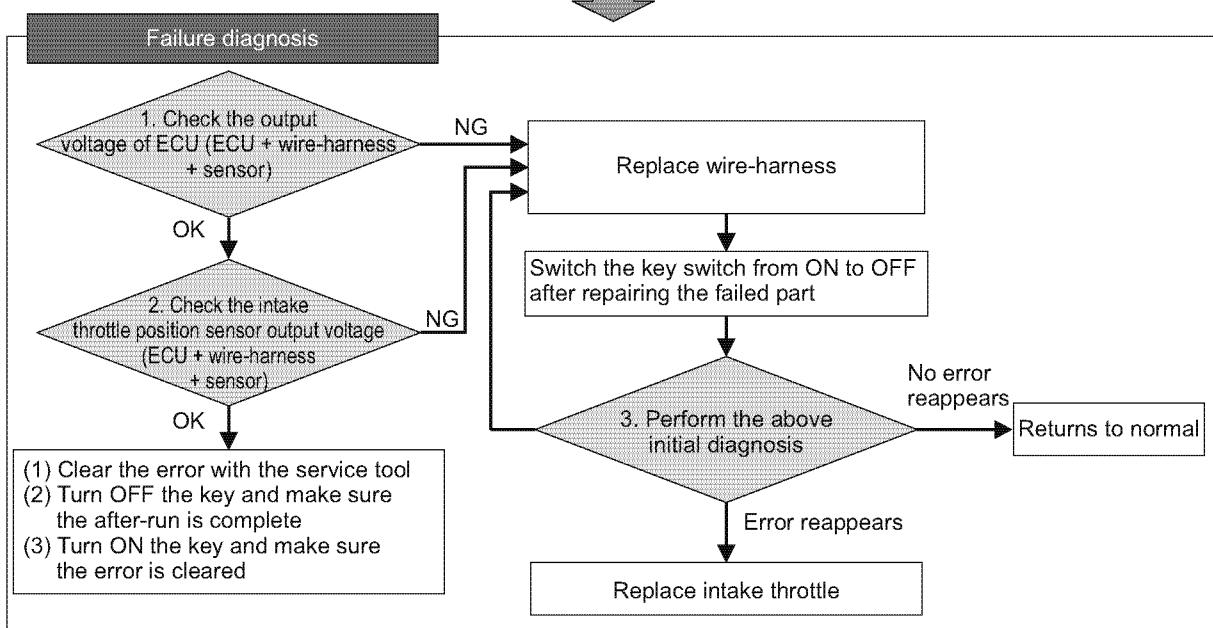 Failure diagnosis
1. Check the output
voltage of ECU (ECU + wire-harness
+ sensor)
NG
OK
2. Check the intake
throttle position sensor output voltage
(ECU + wire-harness
+ sensor)
NG
OK
(1) Clear the error with the service tool
(2) Turn OFF the key and make sure
the after-run is complete
(3) Turn ON the key and make sure
the error is cleared
Replace wire-harness
Switch the key switch from ON to OFF
after repairing the failed part
3. Perform the above
initial diagnosis
No error
reappears
Returns to normal
Error reappears
Replace intake throttle